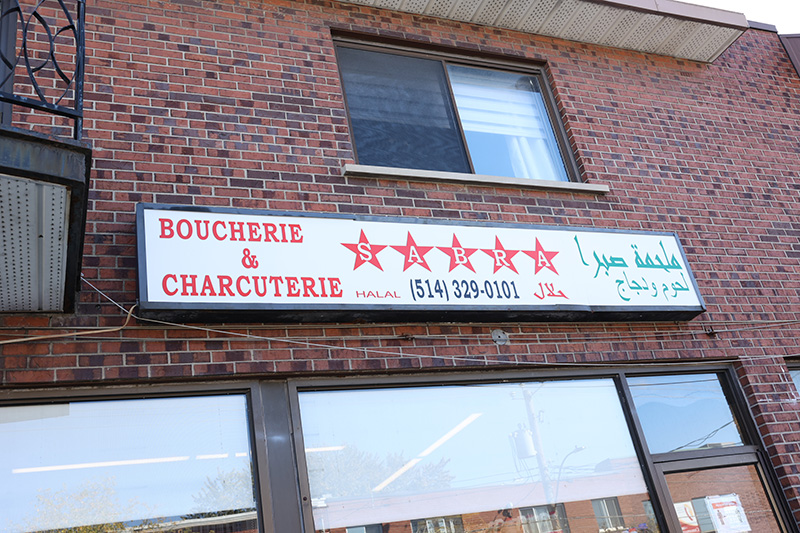 BOUCHERIE
&
CHARCUTERIE
SABRA
HALAL (514) 329-0101 حلال
ملحمة صبرا
لحوم ودجاج